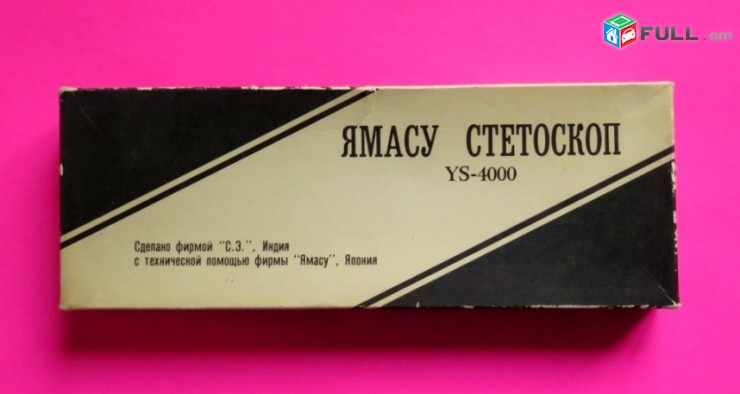 FULL.am
ЯМАСУ СТЕТОСКОП
YS-4000
Сделано фирмой "С.Э.", Индия
с технической помощью фирмы "Ямасу", Япония